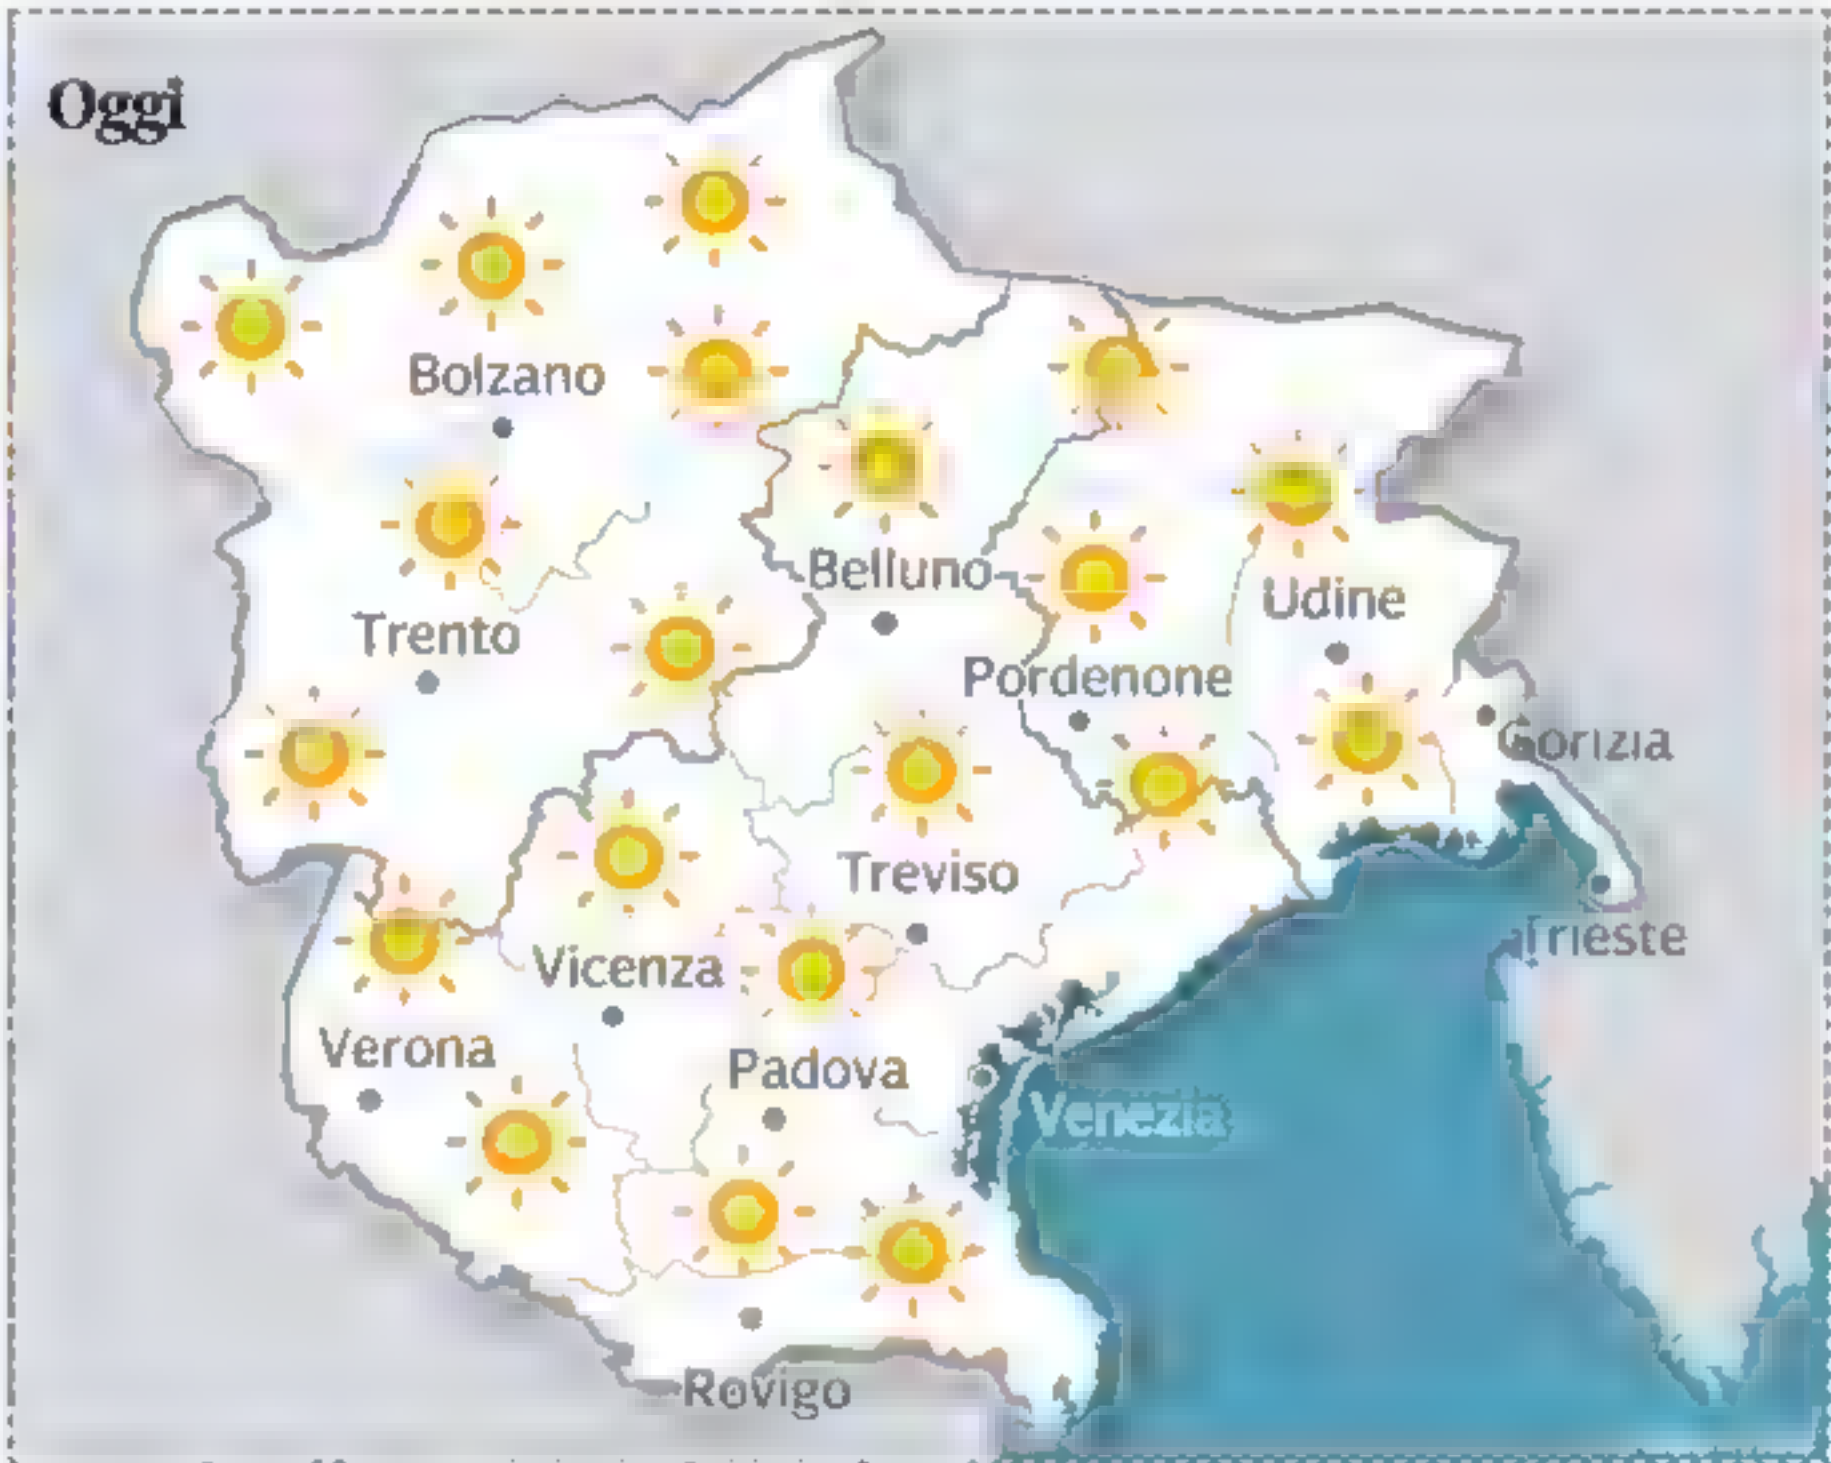 Oggi
Bolzano
Trento
Belluno
Udine
Pordenone
Gorizia
Treviso
Trieste
Vicenza
Verona
Padova
Venezia
Rovigo